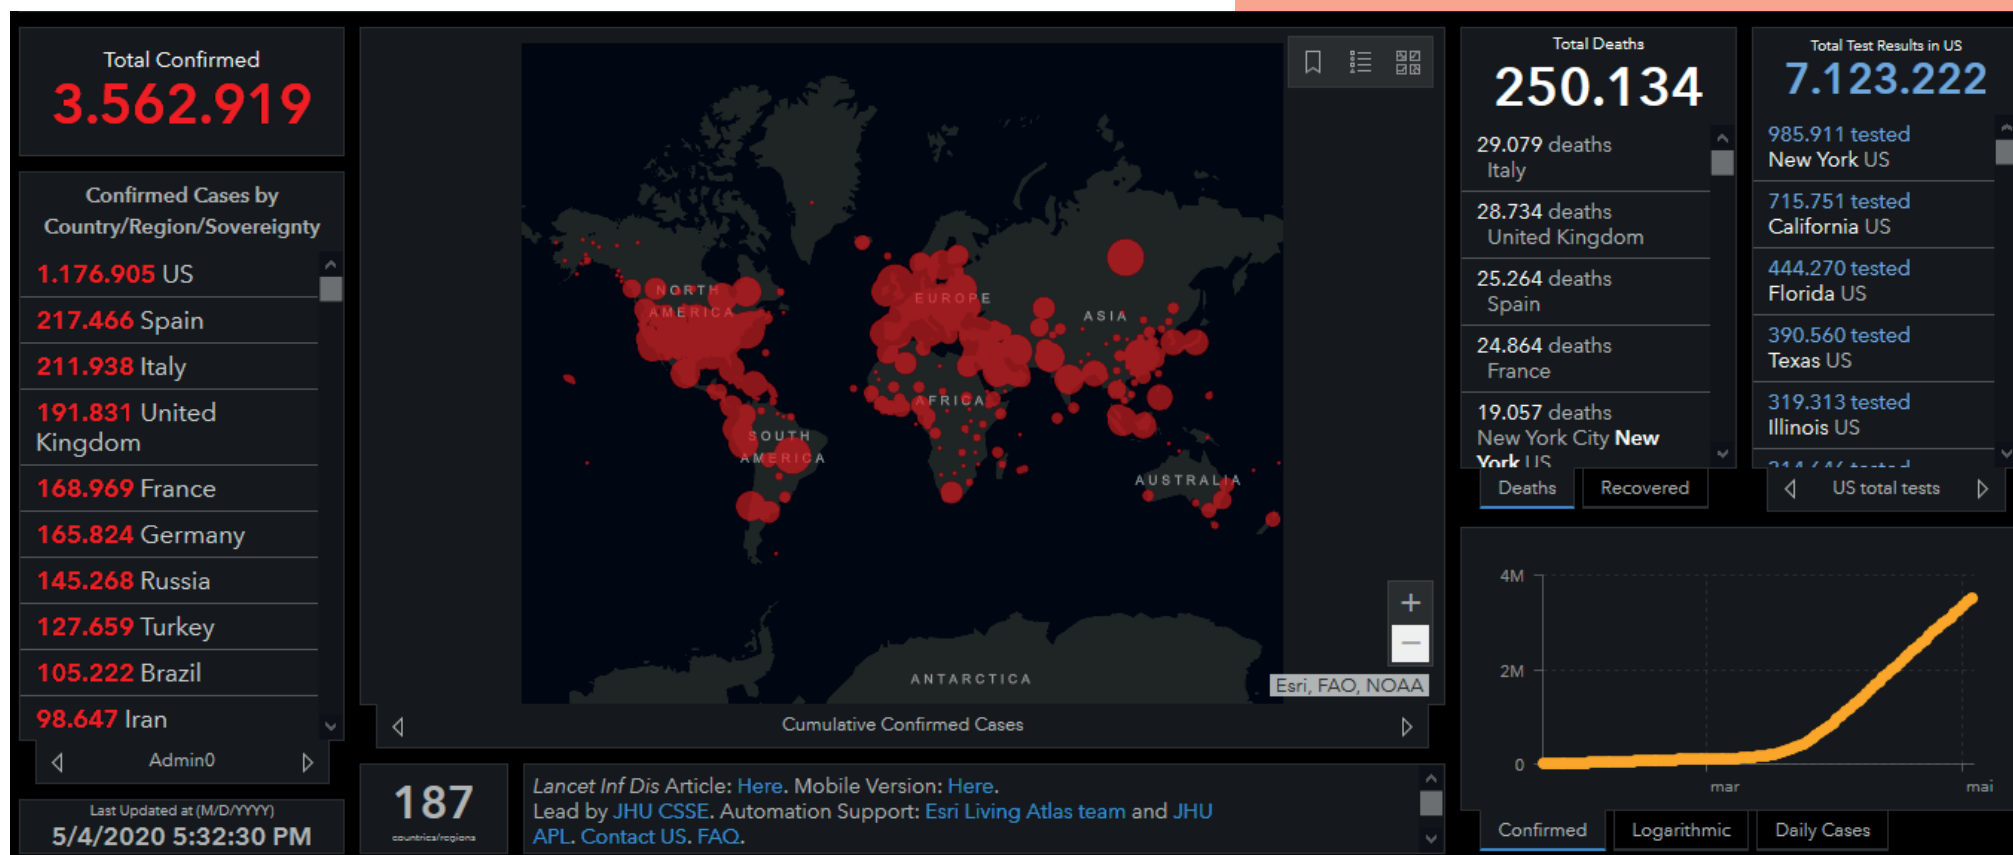 Total Confirmed
3.562.919
Confirmed Cases by
Country/Region/Sovereignty
1.176.905 US
217.466 Spain
211.938 Italy
191.831 United
Kingdom
168.969 France
165.824 Germany
145.268 Russia
127.659 Turkey
105.222 Brazil
98.647 Iran
Admin0
Last Updated at (M/D/YYYY)
5/4/2020 5:32:30 PM
NORTH
AMERICA
EUROPE
ASIA
AFRICA
SOUTH
AMERICA
AUSTRALIA
ANTARCTICA
Esri, FAO, NOAA
Cumulative Confirmed Cases
187
countries/regions
Lancet Inf Dis Article: Here. Mobile Version: Here.
Lead by JHU CSSE. Automation Support: Esri Living Atlas team and JHU
APL. Contact US. FAQ.
Total Deaths
250.134
29.079 deaths
Italy
28.734 deaths
United Kingdom
25.264 deaths
Spain
24.864 deaths
France
19.057 deaths
New York City New
York US
Deaths
Recovered
Total Test Results in US
7.123.222
985.911 tested
New York US
715.751 tested
California US
444.270 tested
Florida US
390.560 tested
Texas US
319.313 tested
Illinois US
US total tests
4M
2M
0
mar
mai
Confirmed
Logarithmic
Daily Cases